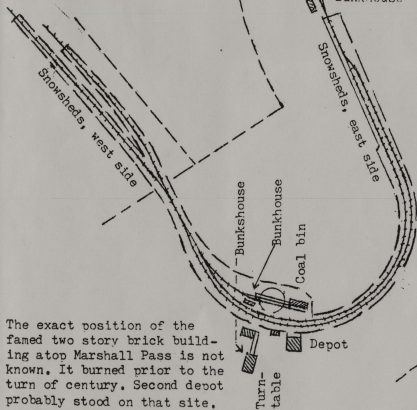 Bunkhouse
Snowsheds, west side
Snowsheds, east side
Bunkshouse
Bunkhouse
Coal bin
Depot
Turn-
table
The exact position of the
famed two story brick build-
ing atop Marshall Pass is not
known. It burned prior to the
turn of century. Second depot
probably stood on that site.